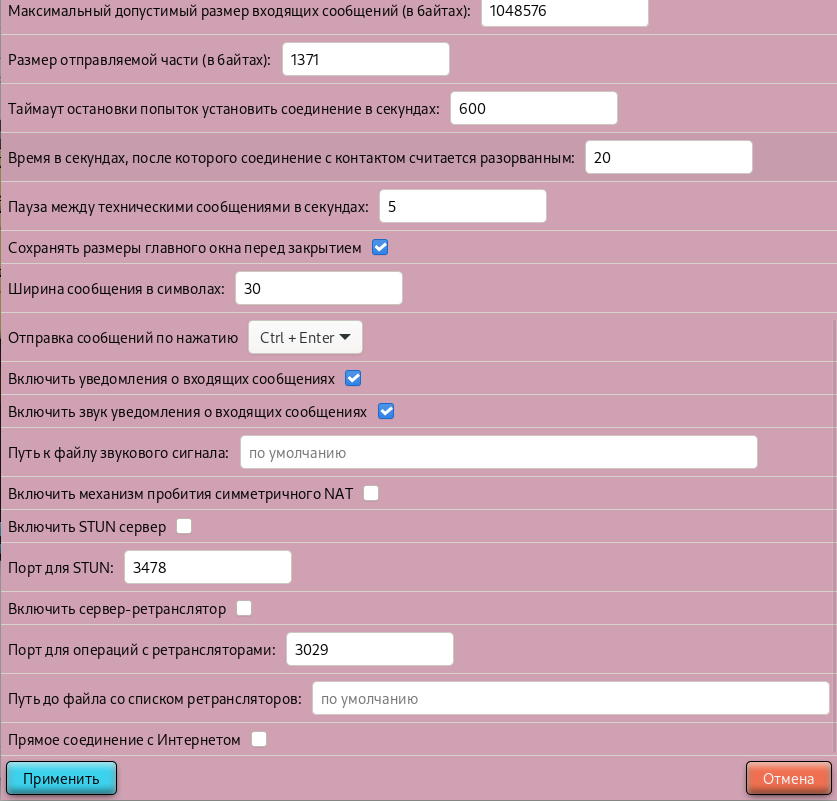 Максимальный допустимый размер входящих сообщений (в байтах): 1048576
Размер отправляемой части (в байтах): 1371
Таймаут остановки попыток установить соединение в секундах: 600
Время в секундах, после которого соединение с контактом считается разорванным: 20
Пауза между техническими сообщениями в секундах: 5
Сохранять размеры главного окна перед закрытием
Ширина сообщения в символах: 30
Отправка сообщений по нажатию Ctrl + Enter
Включить уведомления о входящих сообщениях
Включить звук уведомления о входящих сообщениях
Путь к файлу звукового сигнала: по умолчанию
Включить механизм пробития симметричного NAT
Включить STUN сервер
Порт для STUN: 3478
Включить сервер-ретранслятор
Порт для операций с ретрансляторами: 3029
Путь до файла со списком ретрансляторов: по умолчанию
Прямое соединение с Интернетом
Применить Отмена